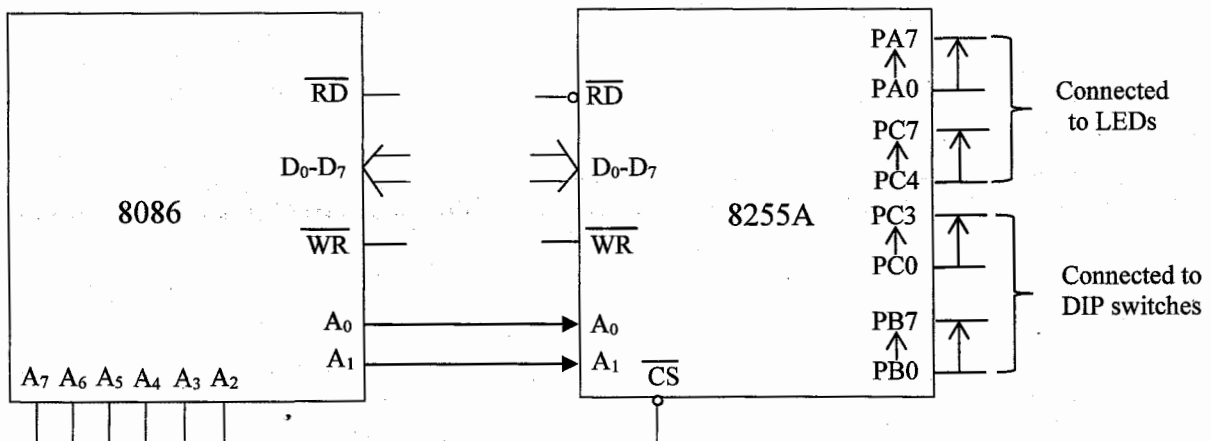 8086
RD
D₀-D₇
WR
A₀
A₁
A₇ A₆ A₅ A₄ A₃ A₂
8255A
RD
D₀-D₇
WR
A₀
A₁
CS
PA7
PA0
PC7
PC4
PC3
PC0
PB7
PB0
Connected
to LEDs
Connected to
DIP switches